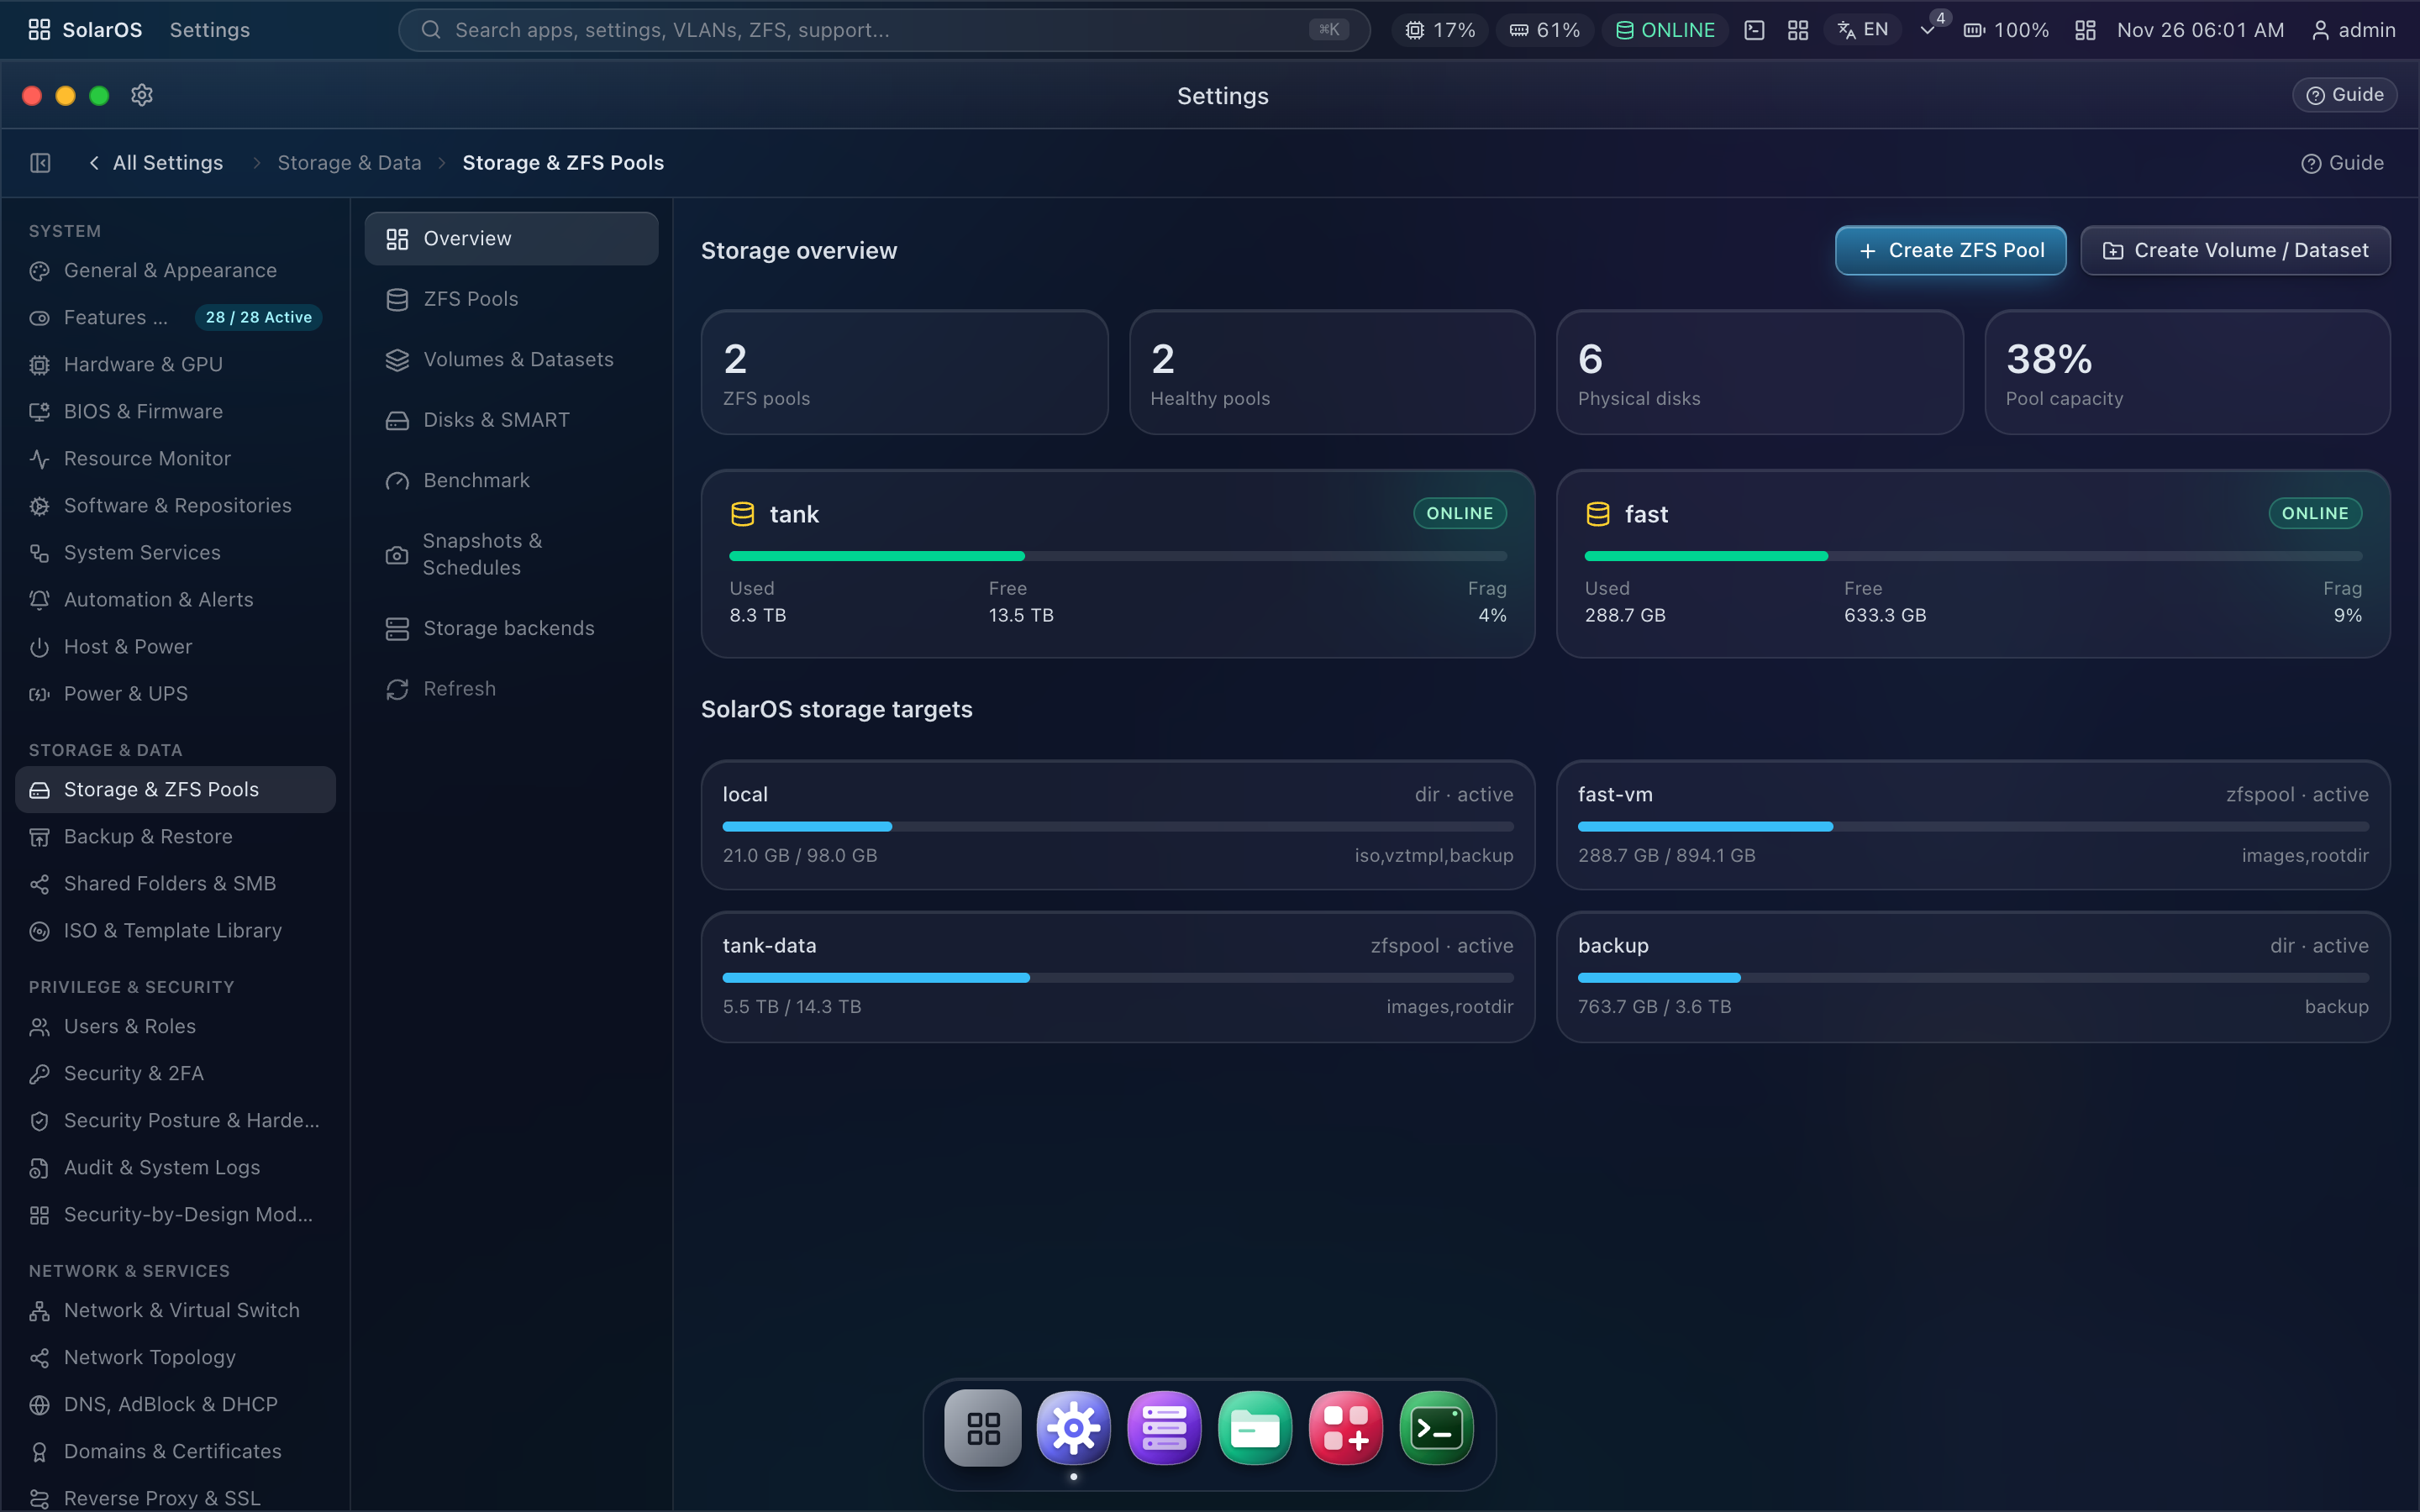 SolarOS Settings Search apps, settings, VLANs, ZFS, support... ⌘K 17% 61% ONLINE EN 4 100% Nov 26 06:01 AM admin
Settings Guide
All Settings Storage & Data Storage & ZFS Pools Guide
SYSTEM
General & Appearance
Features ... 28 / 28 Active
Hardware & GPU
BIOS & Firmware
Resource Monitor
Software & Repositories
System Services
Automation & Alerts
Host & Power
Power & UPS
STORAGE & DATA
Storage & ZFS Pools
Backup & Restore
Shared Folders & SMB
ISO & Template Library
PRIVILEGE & SECURITY
Users & Roles
Security & 2FA
Security Posture & Harde...
Audit & System Logs
Security-by-Design Mod...
NETWORK & SERVICES
Network & Virtual Switch
Network Topology
DNS, AdBlock & DHCP
Domains & Certificates
Reverse Proxy & SSL
Overview
ZFS Pools
Volumes & Datasets
Disks & SMART
Benchmark
Snapshots &
Schedules
Storage backends
Refresh
Storage overview Create ZFS Pool Create Volume / Dataset
2
ZFS pools
2
Healthy pools
6
Physical disks
38%
Pool capacity
tank ONLINE
Used Free Frag
8.3 TB 13.5 TB 4%
fast ONLINE
Used Free Frag
288.7 GB 633.3 GB 9%
SolarOS storage targets
local dir · active
21.0 GB / 98.0 GB iso,vztmpl,backup
fast-vm zfspool · active
288.7 GB / 894.1 GB images,rootdir
tank-data zfspool · active
5.5 TB / 14.3 TB images,rootdir
backup dir · active
763.7 GB / 3.6 TB backup